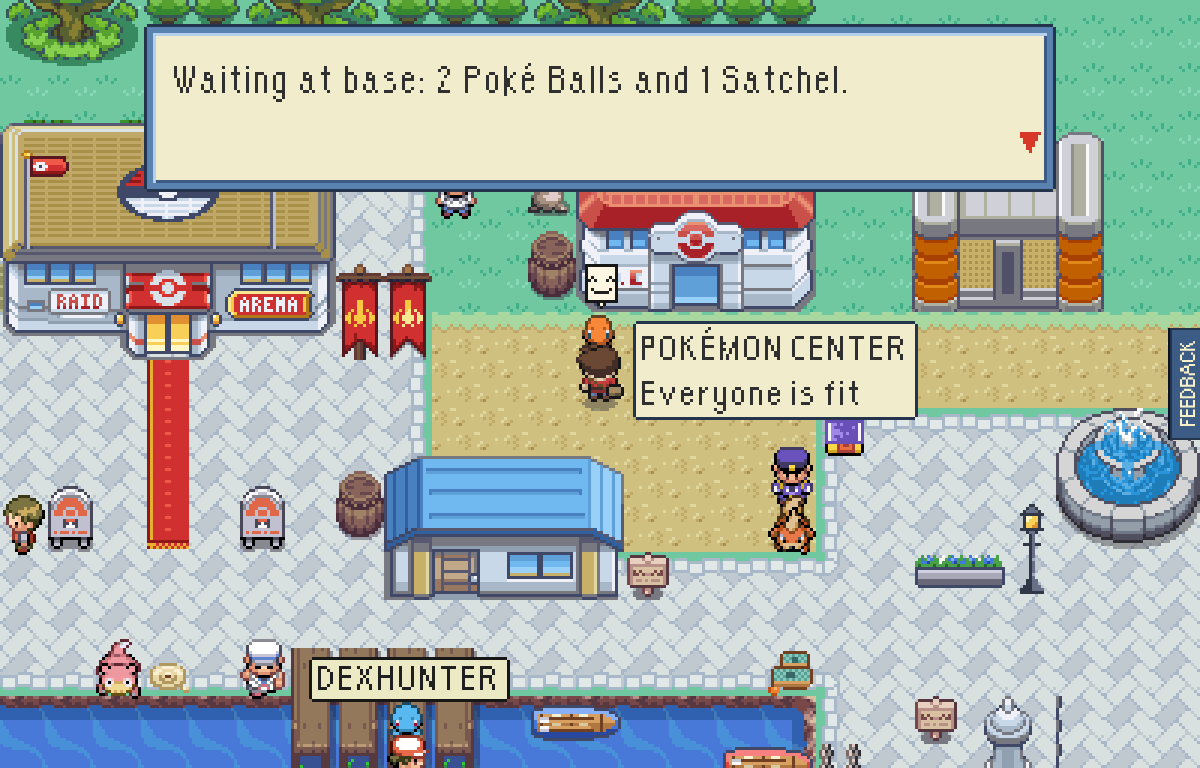 Waiting at base: 2 Poké Balls and 1 Satchel.
RAID
ARENA
POKÉMON CENTER
Everyone is fit
FEEDBACK
DEXHUNTER